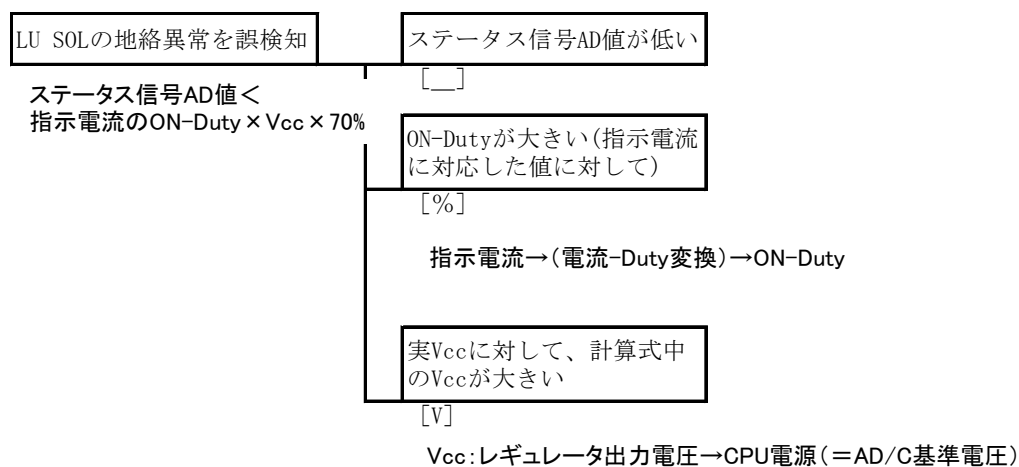 LU SOLの地絡異常を誤検知
ステータス信号AD値<
指示電流のON-Duty×Vcc×70%
ステータス信号AD値が低い
[__]
ON-Dutyが大きい(指示電流
に対応した値に対して)
[%]
指示電流→(電流-Duty変換)→ON-Duty
実Vccに対して、計算式中
のVccが大きい
[V]
Vcc:レギュレータ出力電圧→CPU電源(=AD/C基準電圧)